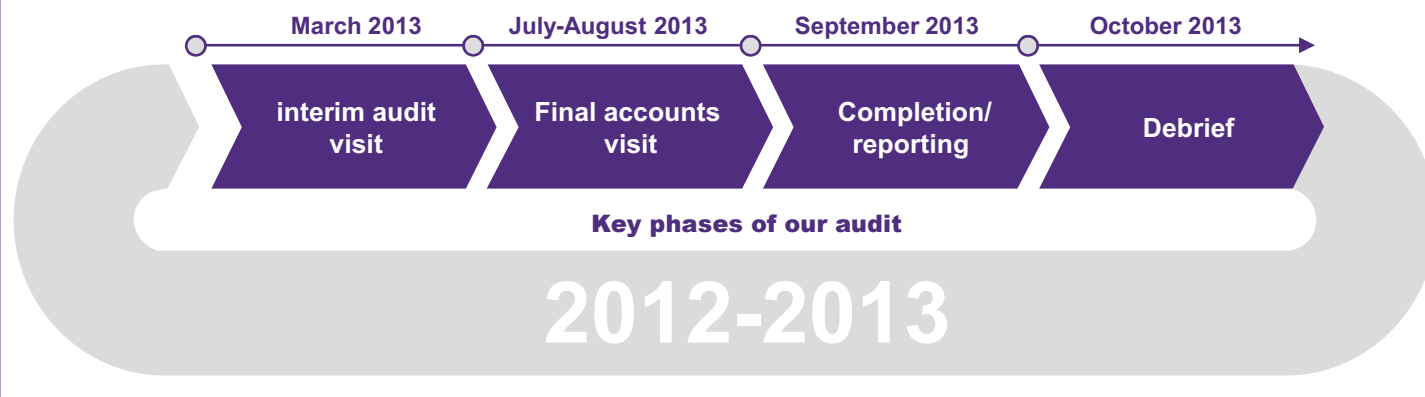 March 2013 July-August 2013 September 2013 October 2013
interim audit
visit
Final accounts
visit
Completion/
reporting
Debrief
Key phases of our audit
2012-2013